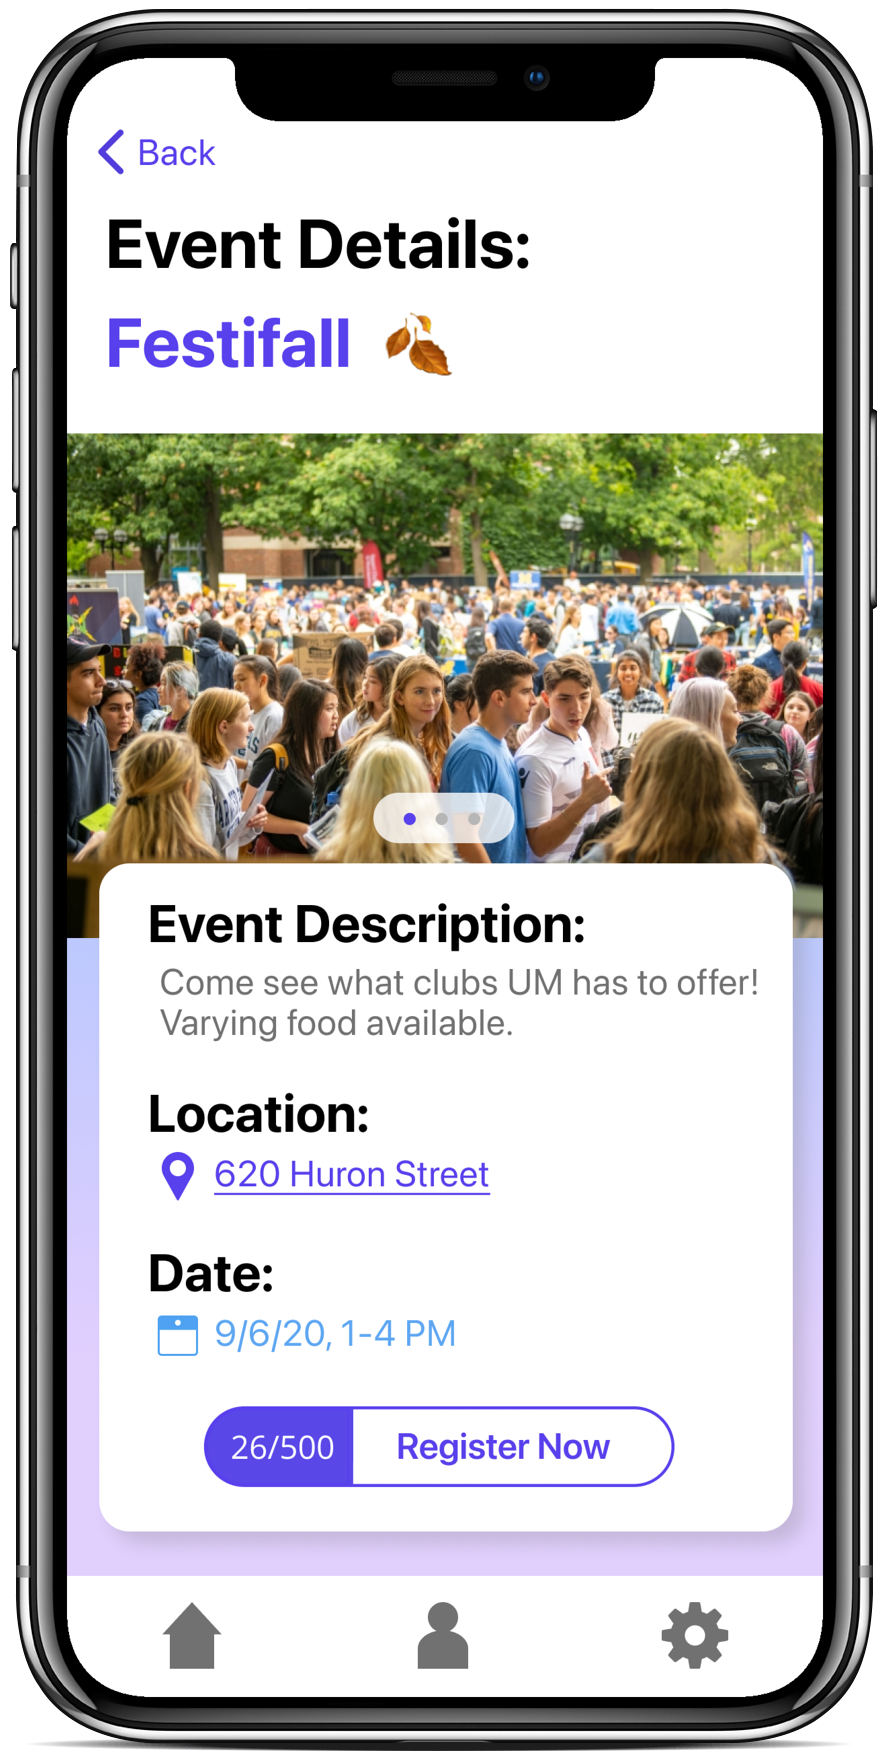 Back
Event Details:
Festifall
Event Description:
Come see what clubs UM has to offer!
Varying food available.
Location:
620 Huron Street
Date:
9/6/20, 1-4 PM
26/500 Register Now